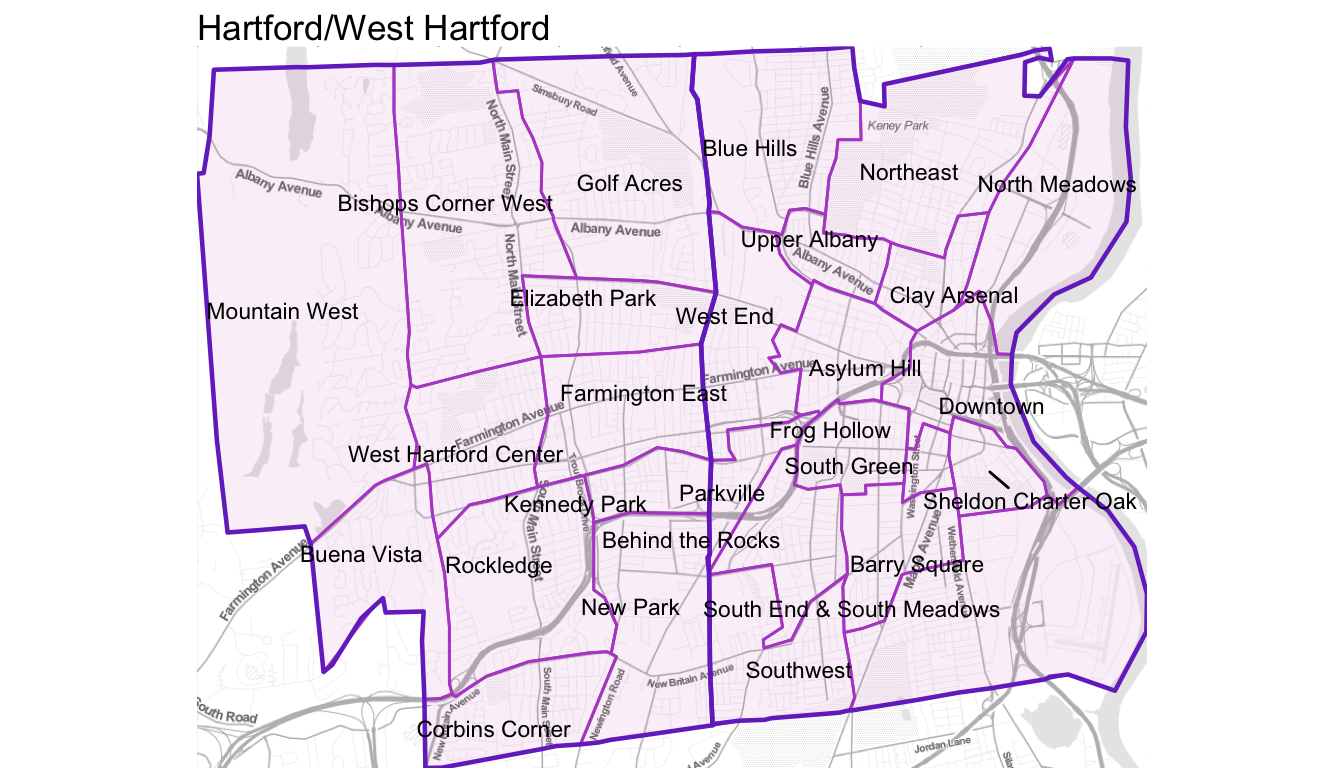 Hartford/West Hartford
Simsbury Road
North Main Street
Blue Hills Avenue
Keney Park
Blue Hills
Northeast
Golf Acres
North Meadows
Albany Avenue
Bishops Corner West
Albany Avenue
Albany Avenue
Upper Albany
Albany Avenue
North Main Street
Elizabeth Park
Clay Arsenal
Mountain West
West End
Farmington Avenue
Asylum Hill
Farmington East
Downtown
Farmington Avenue
Frog Hollow
West Hartford Center
South Green
Washington Street
Kennedy Park
Parkville
Sheldon Charter Oak
Trout Brook Drive
South Main Street
Behind the Rocks
Buena Vista
Rockledge
Barry Square
Main Avenue
Farmington Avenue
New Park
South End & South Meadows
Southwest
New Britain Avenue
South Main Street
Newington Road
South Road
Corbins Corner
Jordan Lane